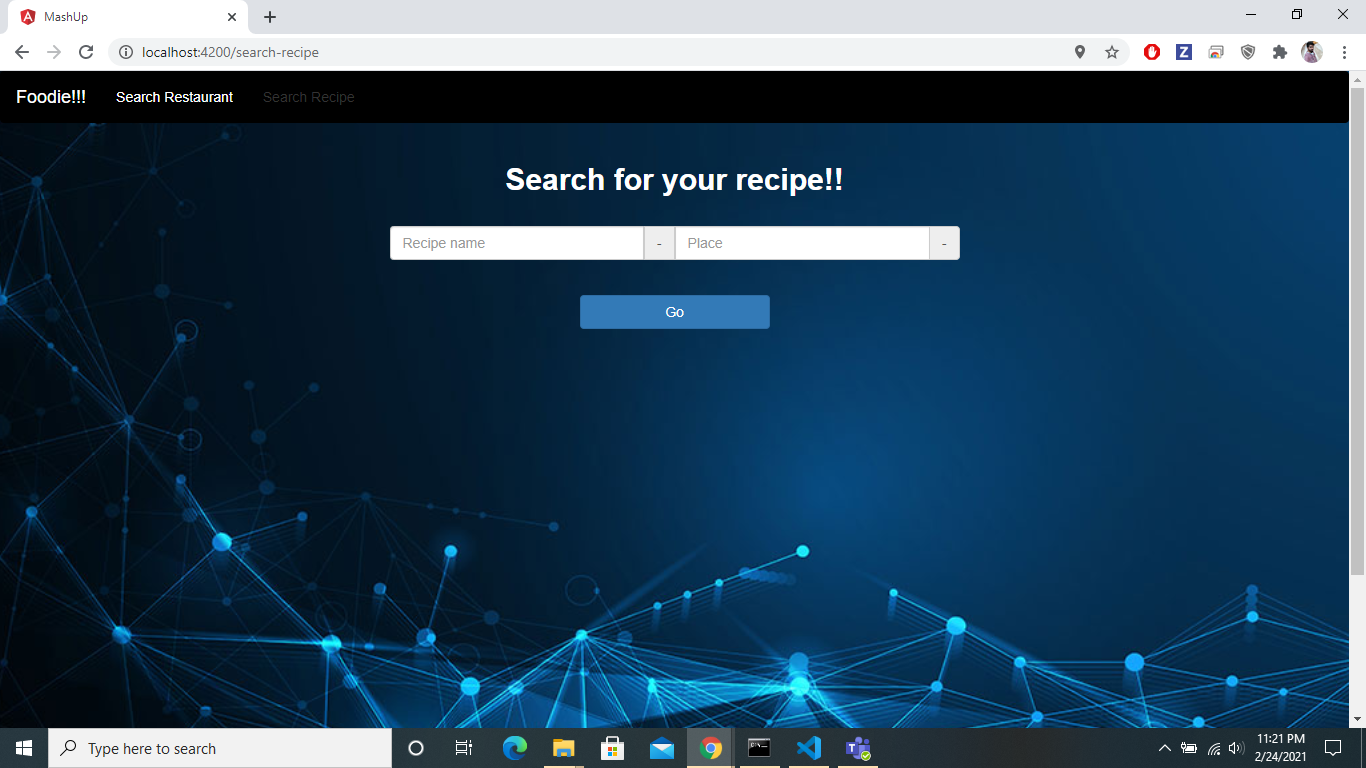 MashUp
localhost:4200/search-recipe
Z
Foodie!!! Search Restaurant Search Recipe
Search for your recipe!!
Recipe name - Place -
Go
Type here to search
11:21 PM
2/24/2021